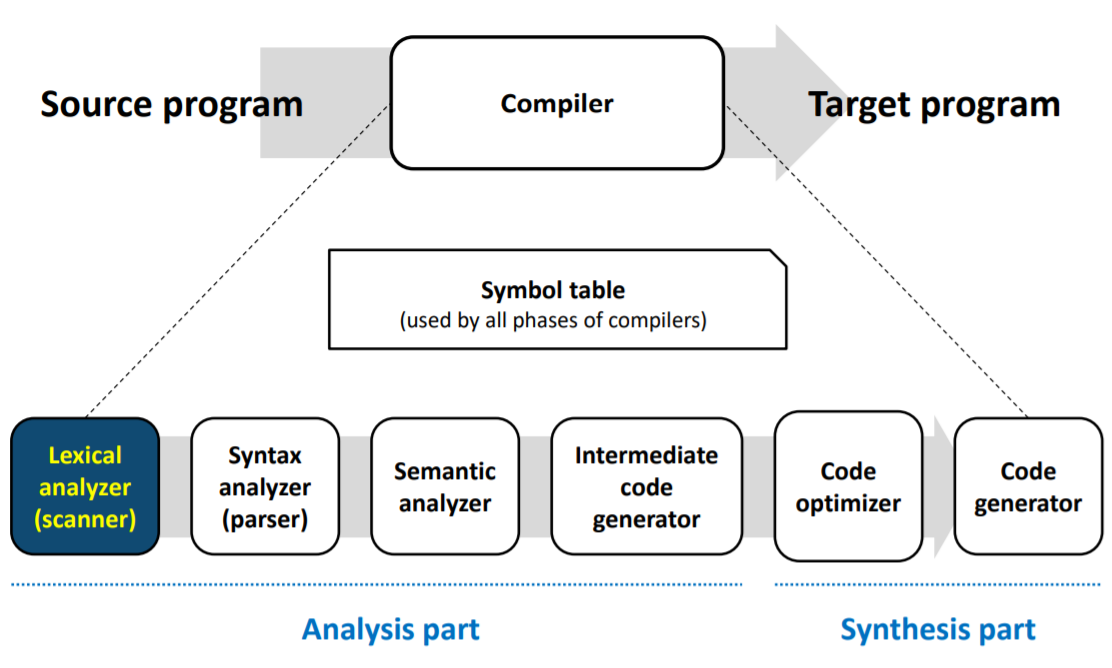 Source program
Compiler
Target program
Symbol table
(used by all phases of compilers)
Lexical
analyzer
(scanner)
Syntax
analyzer
(parser)
Semantic
analyzer
Intermediate
code
generator
Code
optimizer
Code
generator
Analysis part
Synthesis part